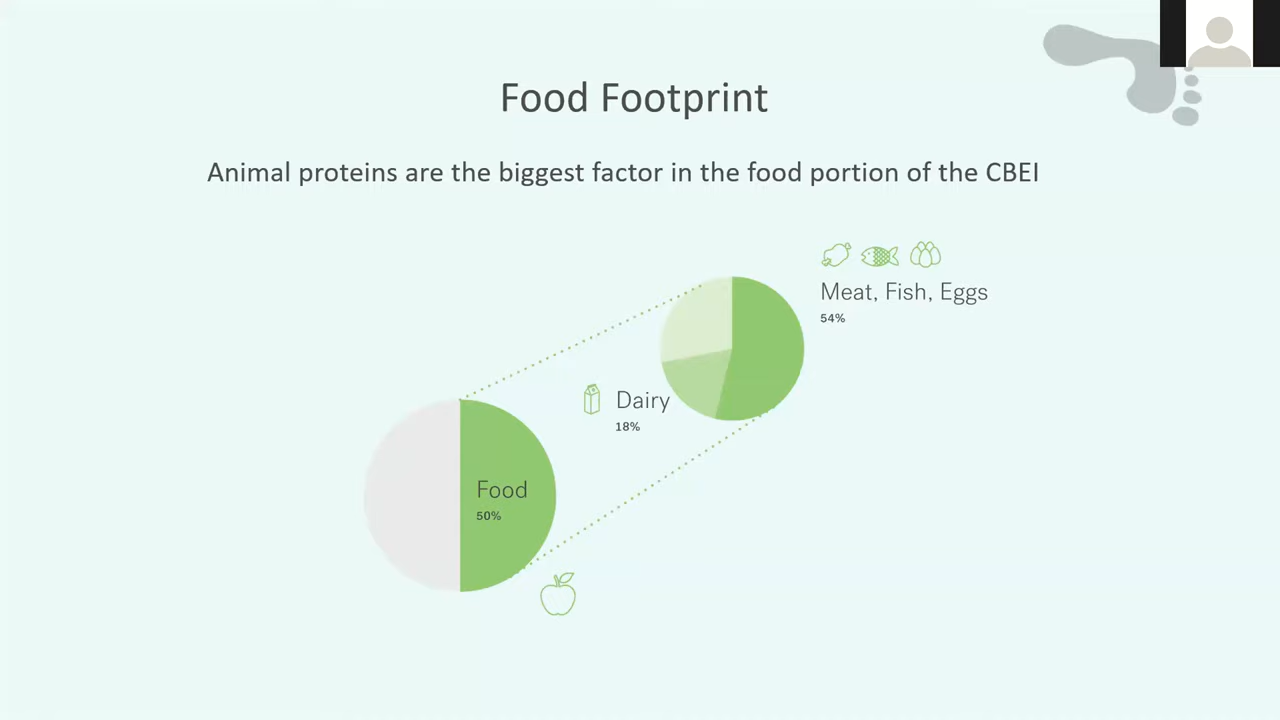 Food Footprint
Animal proteins are the biggest factor in the food portion of the CBEI
Meat, Fish, Eggs
54%
Dairy
18%
Food
50%